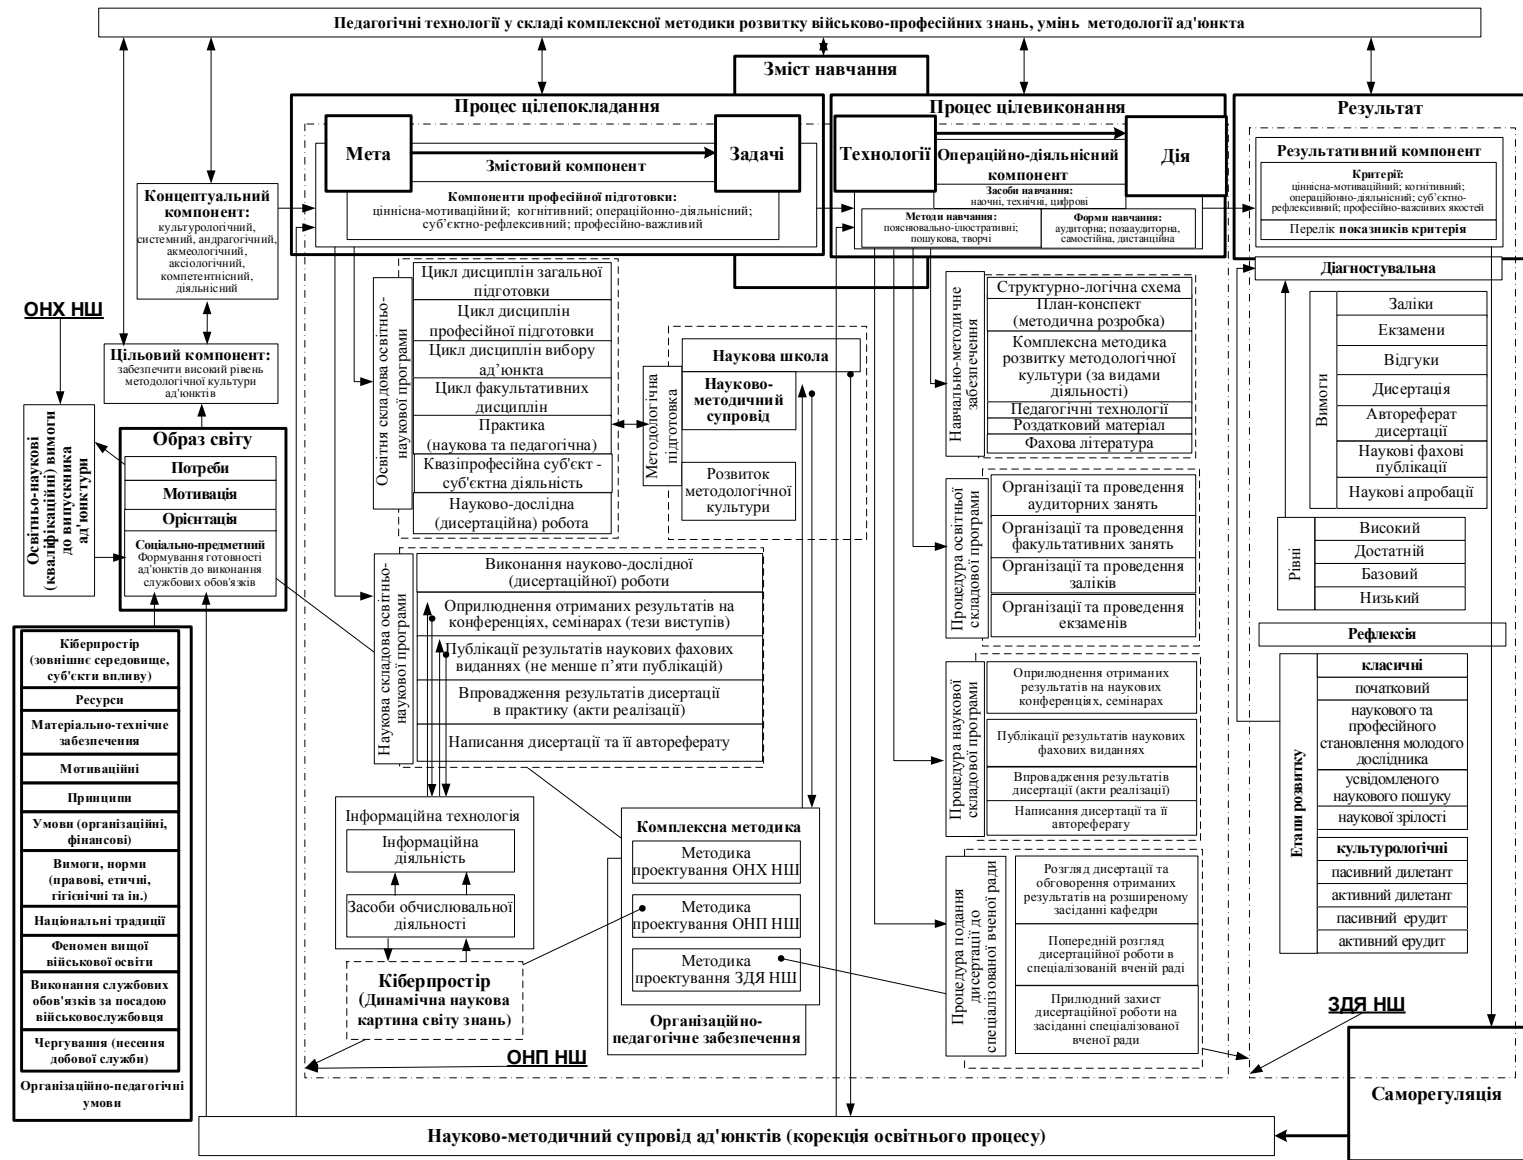 Педагогічні технології у складі комплексної методики розвитку військово-професійних знань, умінь методології ад'юнкта
Зміст навчання
Процес цілепокладання
Процес цілевиконання
Результат
Мета
Задачі
Змістовий компонент
Компоненти професійної підготовки:
ціннісна-мотиваційний; когнітивний; операційонно-діяльнісний;
суб’єктно-рефлексивний; професійно-важливий
Технології
Дія
Операційно-діяльнісний
компонент
Засоби навчання:
наочні, технічні, цифрові
Методи навчання:
пояснювально-ілюстративні;
пошукова, творчі
Форми навчання:
аудиторна; позааудиторна,
самостійна, дистанційна
Результативний компонент
Критерії:
ціннісна-мотиваційний; когнітивний;
операційонно-діяльнісний; суб’єктно-
рефлексивний; професійно-важливих якостей
Перелік показників критерія
Концептуальний
компонент:
культурологічний,
системний, андрагогічний,
акмеологічний,
аксіологічний,
компетентнісний,
діяльнісний
ОНХ НШ
Цільовий компонент:
забезпечити високий рівень
методологічної культури
ад'юнктів
Освітньо-наукові
(кваліфікаційні) вимоги
до випускника
ад'юнктури
Образ світу
Потреби
Мотивація
Орієнтація
Соціально-предметний
Формування готовності
ад'юнктів до виконання
службових обов'язків
Кіберпростір
(зовнішнє середовище,
суб'єкти впливу)
Ресурси
Матеріально-технічне
забезпечення
Мотиваційні
Принципи
Умови (організаційні,
фінансові)
Вимоги, норми
(правові, етичні,
гігієнічні та ін.)
Національні традиції
Феномен вищої
військової освіти
Виконання службових
обов'язків за посадою
військовослужбовця
Чергування (несення
добової служби)
Організаційно-педагогічні
умови
Освітня складова освітньо-
наукової програми
Цикл дисциплін загальної
підготовки
Цикл дисциплін
професійної підготовки
Цикл дисциплін вибору
ад’юнкта
Цикл факультативних
дисциплін
Практика
(наукова та педагогічна)
Квазіпрофесійна суб'єкт -
суб'єктна діяльність
Науково-дослідна
(дисертаційна) робота
Методологічна
підготовка
Наукова школа
Науково-
методичний
супровід
Розвиток
методологічної
культури
Наукова складова освітньо-
наукової програми
Виконання науково-дослідної
(дисертаційної) роботи
Оприлюднення отриманих результатів на
конференціях, семінарах (тези виступів)
Публікації результатів наукових фахових
виданнях (не менше п’яти публікацій)
Впровадження результатів дисертації
в практику (акти реалізації)
Написання дисертації та її автореферату
Інформаційна технологія
Інформаційна
діяльність
Засоби обчислювальної
діяльності
Кіберпростір
(Динамічна наукова
картина світу знань)
ОНП НШ
Комплексна методика
Методика
проектування ОНХ НШ
Методика
проектування ОНП НШ
Методика
проектування ЗДЯ НШ
Організаційно-
педагогічне забезпечення
Навчально-методичне
забезпечення
Структурно-логічна схема
План-конспект
(методична розробка)
Комплексна методика
розвитку методологічної
культури (за видами
діяльності)
Педагогічні технології
Роздатковий матеріал
Фахова література
Процедура освітньої
складової програми
Організації та проведення
аудиторних занять
Організації та проведення
факультативних занять
Організації та проведення
заліків
Організації та проведення
екзаменів
Процедура наукової
складової програми
Оприлюднення отриманих
результатів на наукових
конференціях, семінарах
Публікації результатів наукових
фахових виданнях
Впровадження результатів
дисертації (акти реалізації)
Написання дисертації та її
автореферату
Процедура подання
дисертації до
спеціалізованої вченої ради
Розгляд дисертації та
обговорення отриманих
результатів на розширеному
засіданні кафедри
Попередній розгляд
дисертаційної роботи в
спеціалізованій вченій раді
Прилюдний захист
дисертаційної роботи на
засіданні спеціалізованої
вченої ради
Діагностувальна
Вимоги
Заліки
Екзамени
Відгуки
Дисертація
Автореферат
дисертації
Наукові фахові
публікації
Наукові апробації
Рівні
Високий
Достатній
Базовий
Низький
Рефлексія
Етапи розвитку
класичні
початковий
наукового та
професійного
становлення молодого
дослідника
усвідомленого
наукового пошуку
наукової зрілості
культурологічні
пасивний дилетант
активний дилетант
пасивний ерудит
активний ерудит
ЗДЯ НШ
Саморегуляція
Науково-методичний супровід ад'юнктів (корекція освітнього процесу)